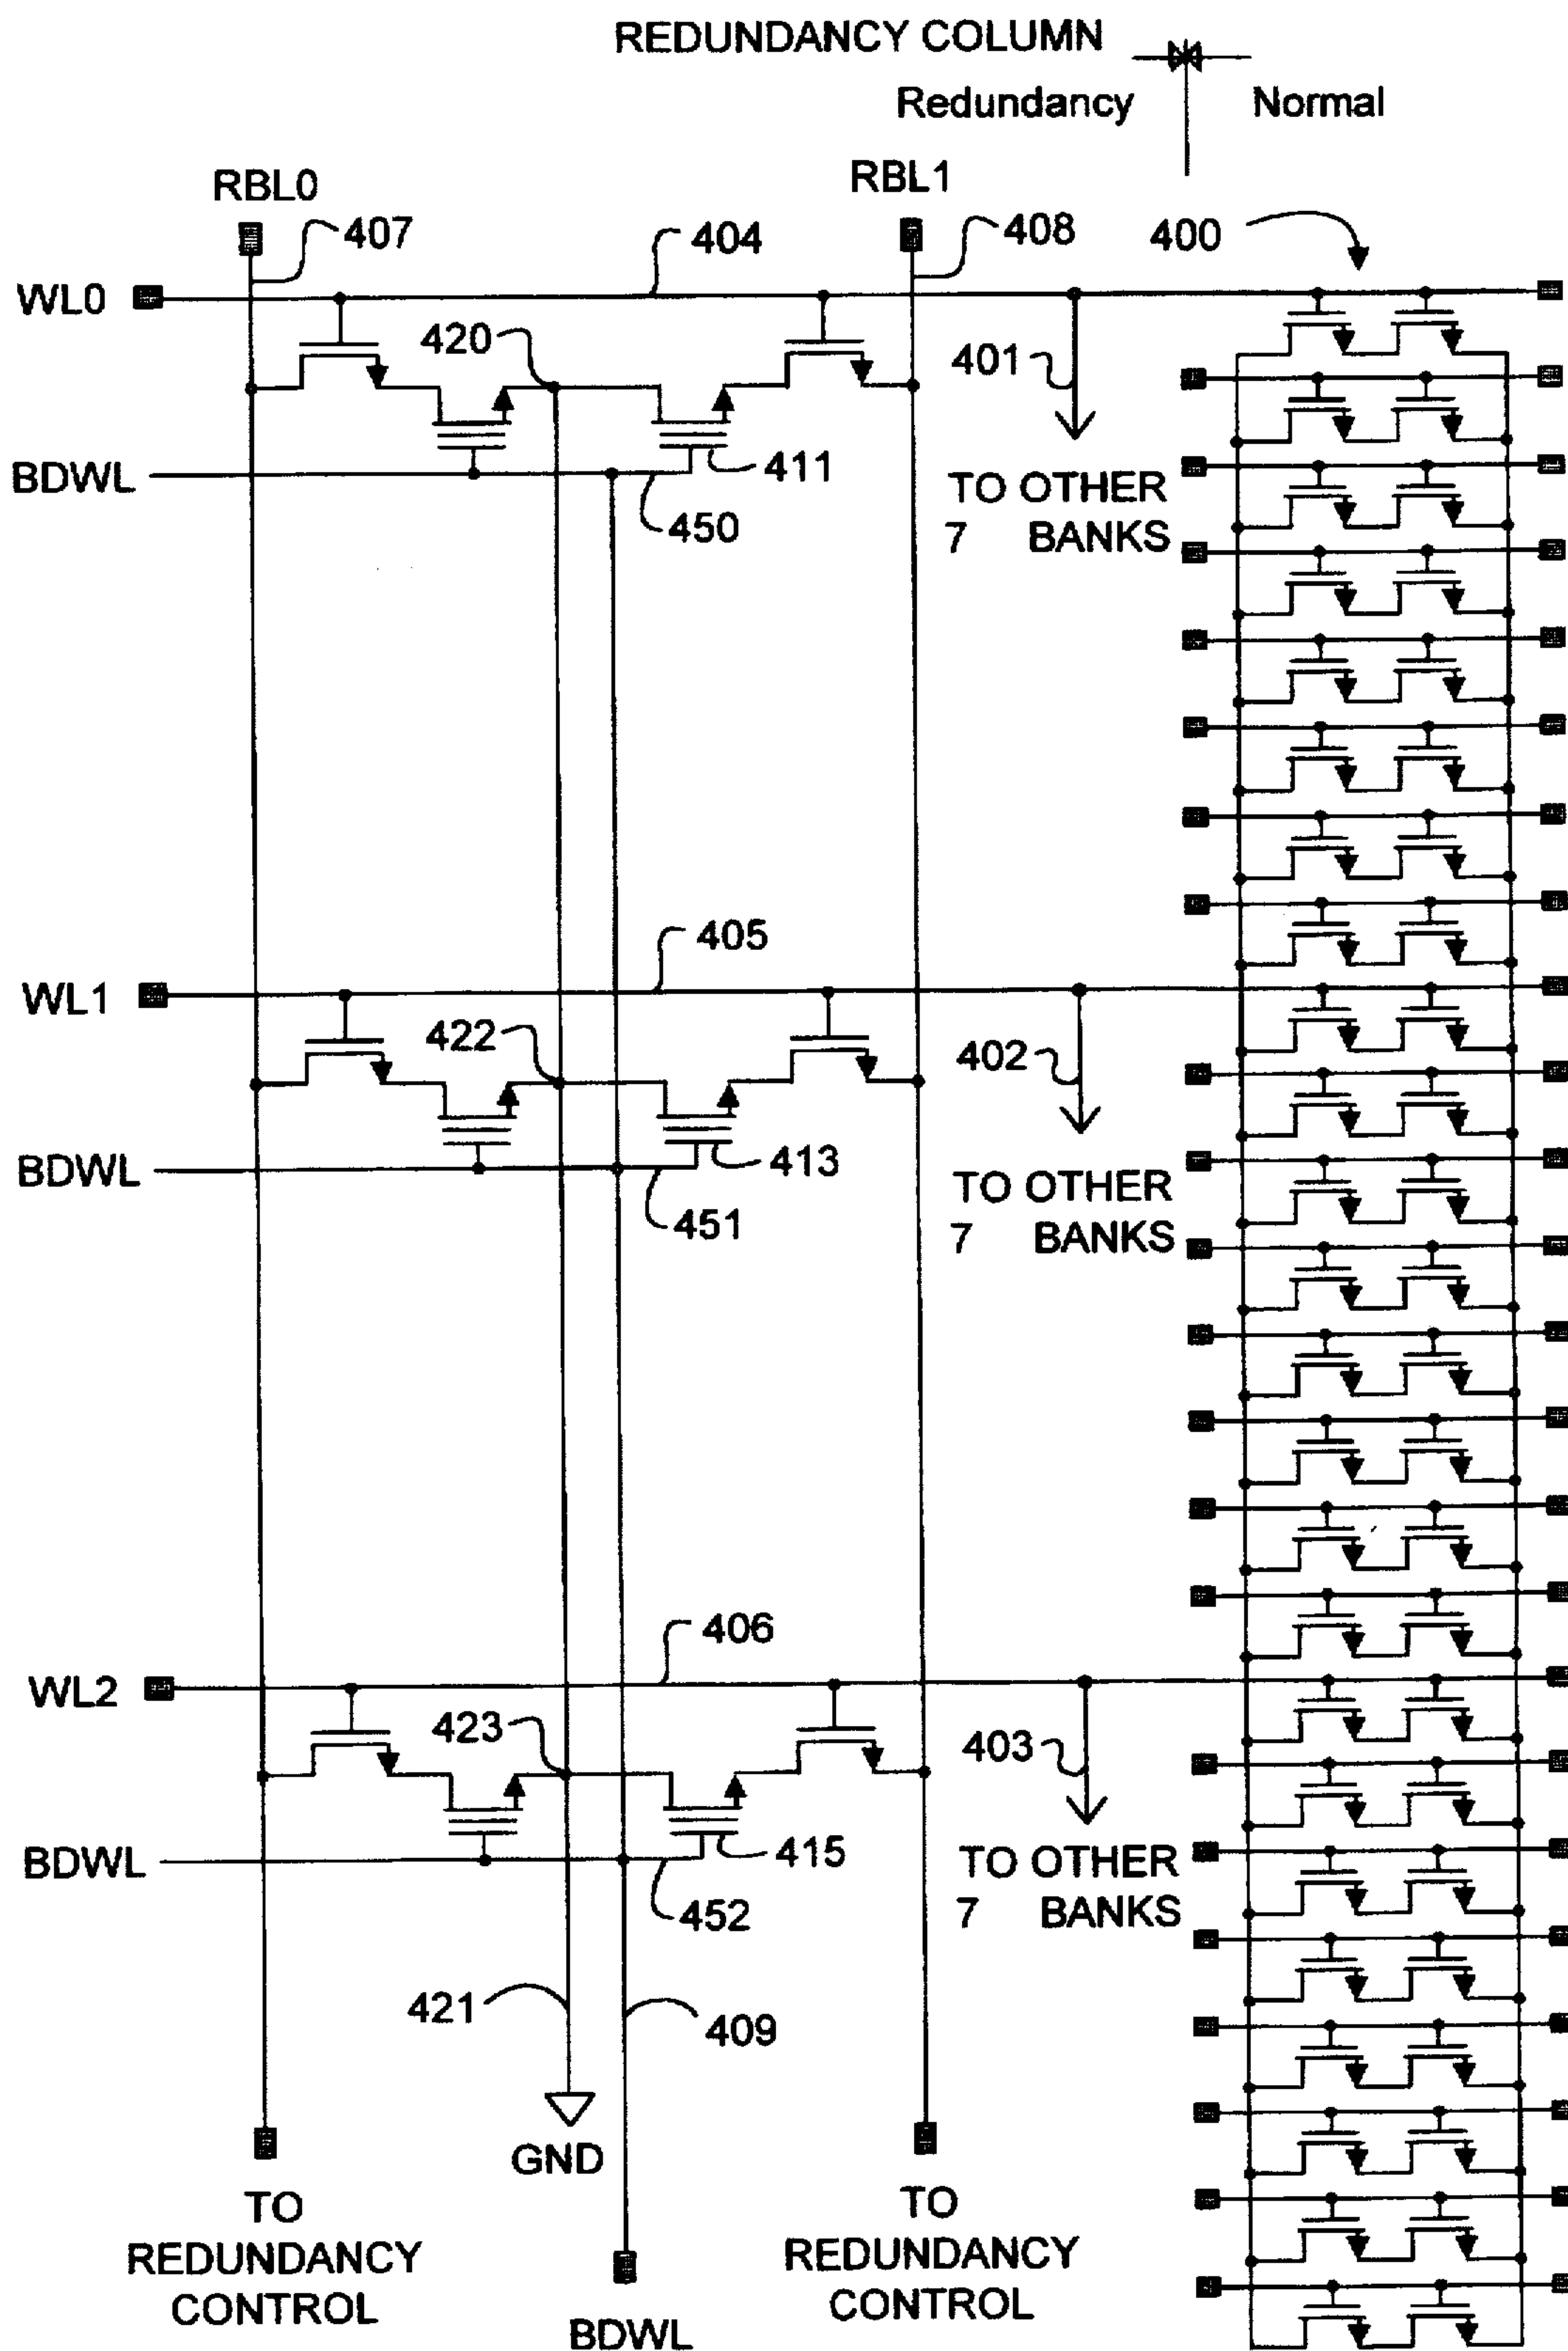 REDUNDANCY COLUMN
Redundancy Normal
RBL0 RBL1
407 404 408 400
WL0
420 401
BDWL 411
TO OTHER
450
7 BANKS
405
WL1
422 402
BDWL 413
TO OTHER
451
7 BANKS
406
WL2
423 403
BDWL 415
TO OTHER
452
7 BANKS
421 409
GND
TO
REDUNDANCY
CONTROL
TO
REDUNDANCY
CONTROL
BDWL